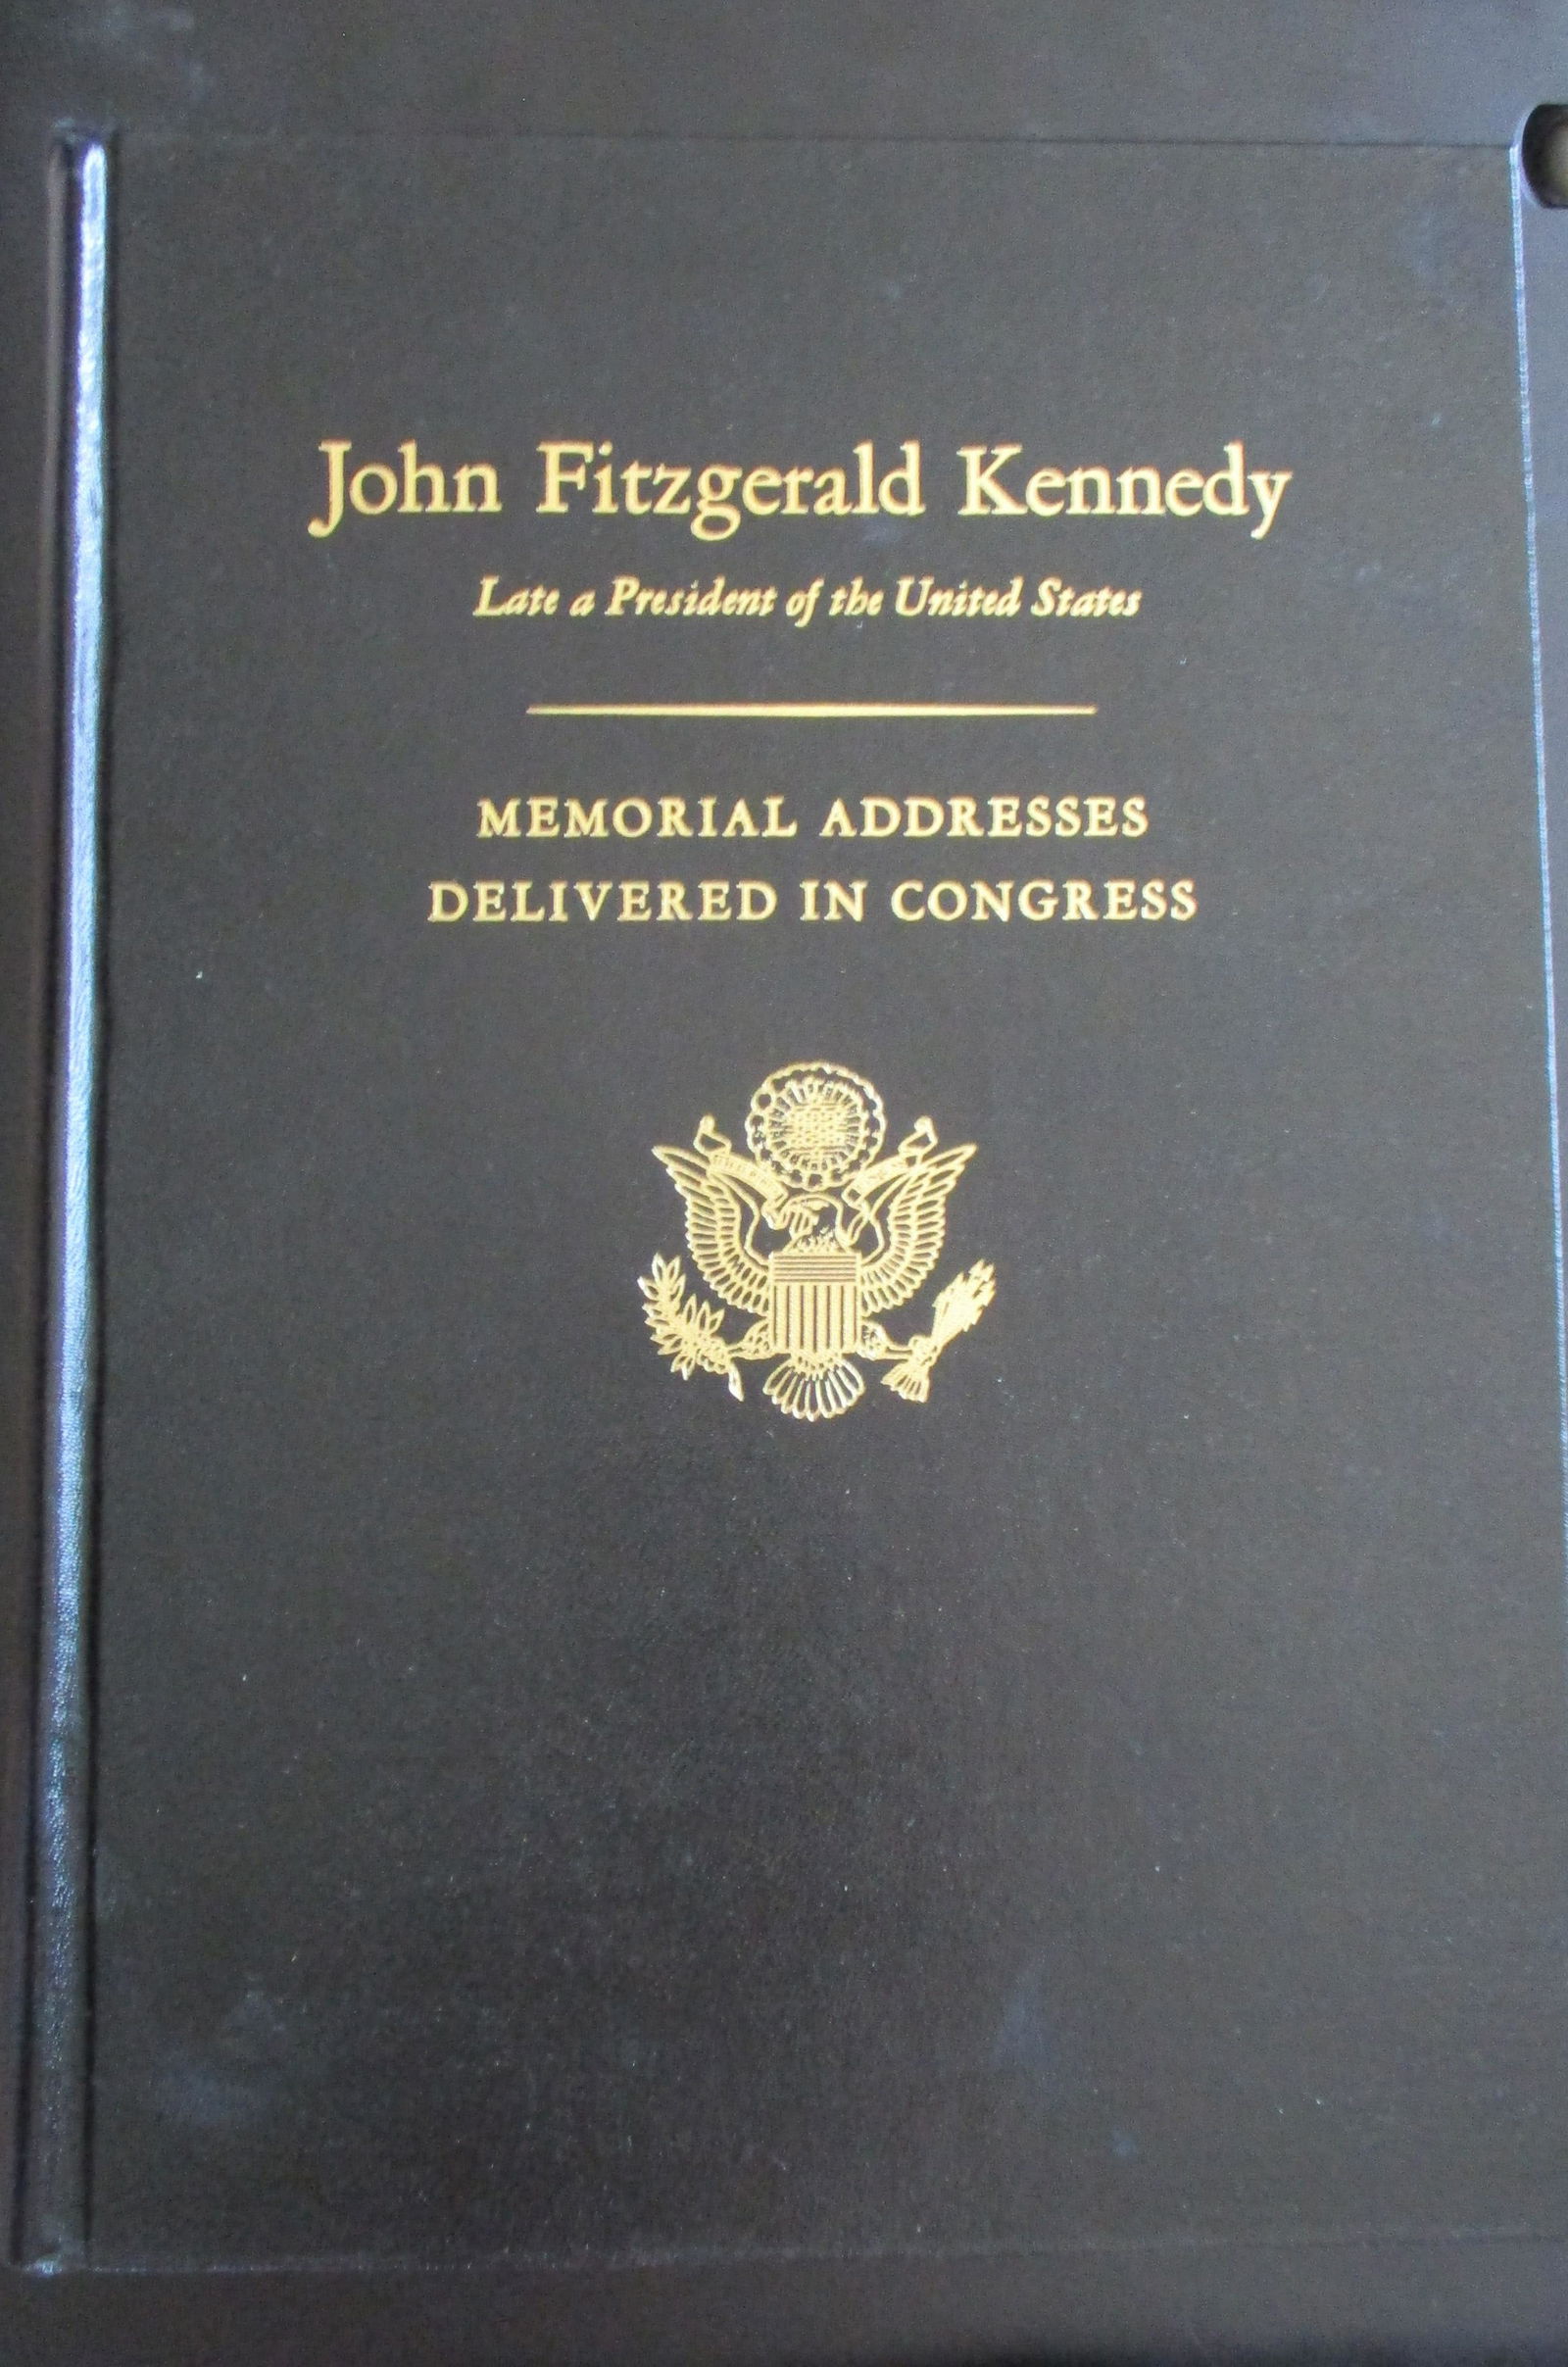 John Fitzgerald Kennedy
Late a President of the United States
MEMORIAL ADDRESSES
DELIVERED IN CONGRESS